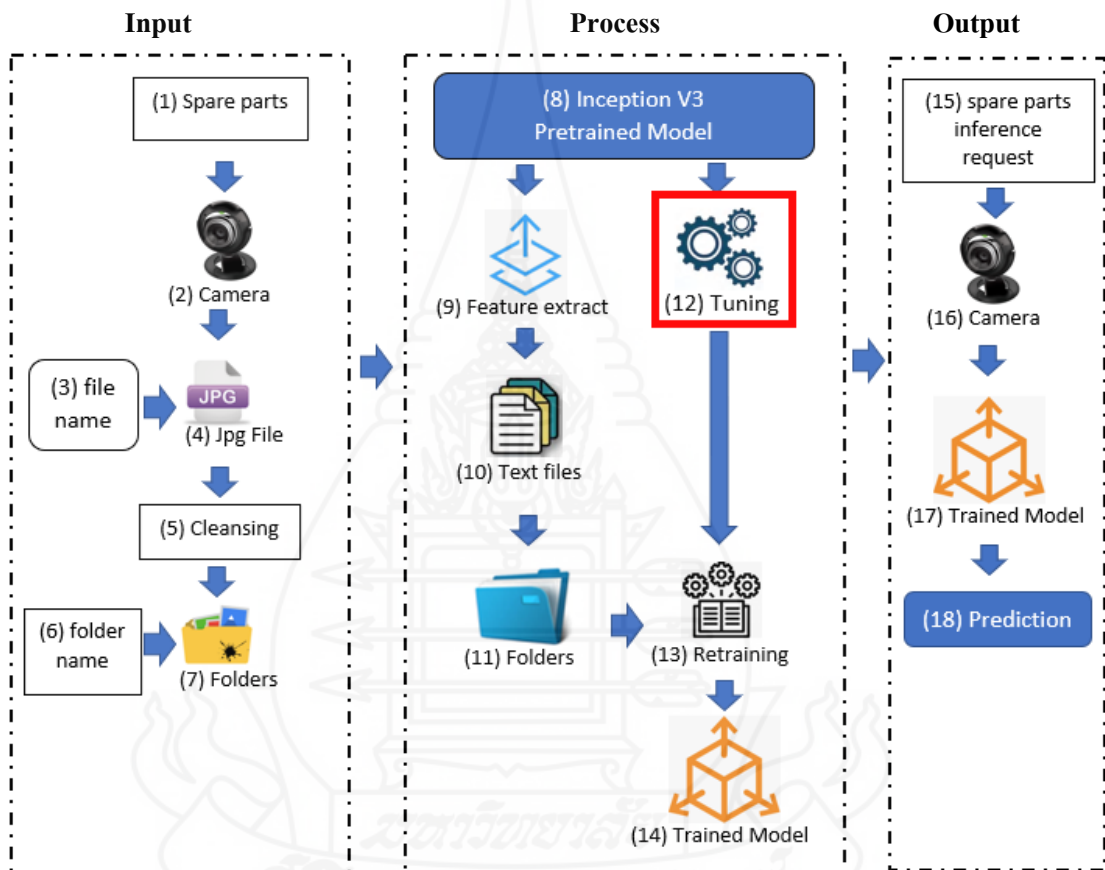 Input
Process
Output
(1) Spare parts
(2) Camera
(3) file
name
JPG
(4) Jpg File
(5) Cleansing
(6) folder
name
(7) Folders
(8) Inception V3
Pretrained Model
(9) Feature extract
(10) Text files
(11) Folders
(12) Tuning
(13) Retraining
(14) Trained Model
(15) spare parts
inference
request
(16) Camera
(17) Trained Model
(18) Prediction